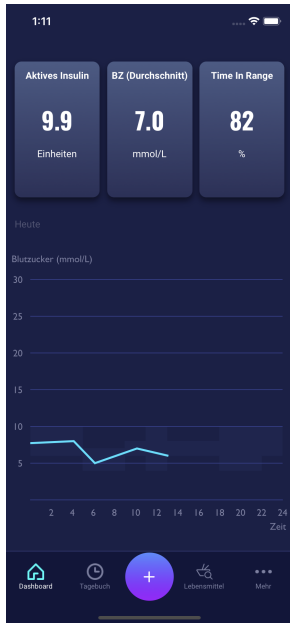 1:11
Aktives Insulin
9.9
Einheiten
BZ (Durchschnitt)
7.0
mmol/L
Time In Range
82
%
Heute
Blutzucker (mmol/L)
30
25
20
15
10
5
2 4 6 8 10 12 14 16 18 20 22 24
Zeit
+
Dashboard
Tagebuch
Lebensmittel
Mehr